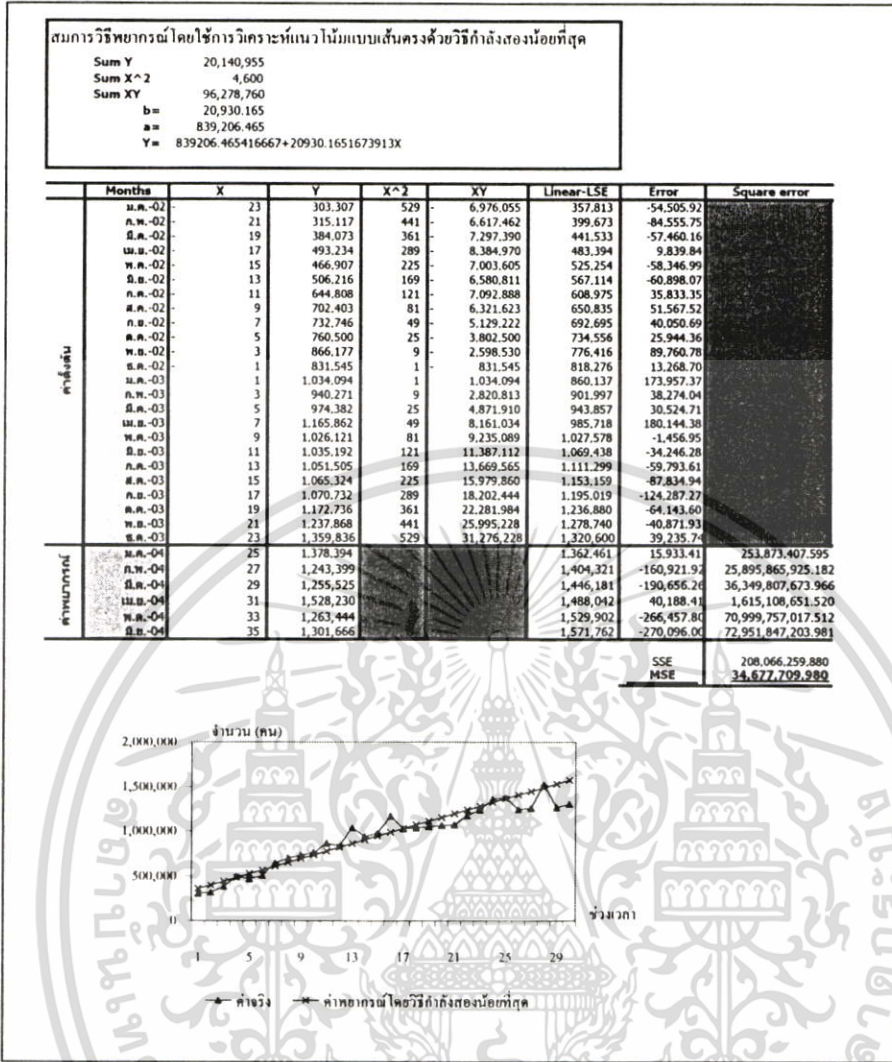 สมการวิธีพยากรณ์โดยใช้การวิเคราะห์แนวโน้มแบบเส้นตรงด้วยวิธีกำลังสองน้อยที่สุด
Sum Y 20,140,955
Sum X^2 4,600
Sum XY 96,278,760
b= 20,930.165
a= 839,206.465
Y= 839206.465416667+20930.1651673913X
Months X Y X^2 XY Linear-LSE Error Square error
ค่าตั้งต้น
ม.ค.-02 - 23 303,307 529 - 6,976,055 357,813 -54,505.92
ก.พ.-02 - 21 315,117 441 - 6,617,462 399,673 -84,555.75
มี.ค.-02 - 19 384,073 361 - 7,297,390 441,533 -57,460.16
เม.ย.-02 - 17 493,234 289 - 8,384,970 483,394 9,839.84
พ.ค.-02 - 15 466,907 225 - 7,003,605 525,254 -58,346.99
มิ.ย.-02 - 13 506,216 169 - 6,580,811 567,114 -60,898.07
ก.ค.-02 - 11 644,808 121 - 7,092,888 608,975 35,833.35
ส.ค.-02 - 9 702,403 81 - 6,321,623 650,835 51,567.52
ก.ย.-02 - 7 732,746 49 - 5,129,222 692,695 40,050.69
ต.ค.-02 - 5 760,500 25 - 3,802,500 734,556 25,944.36
พ.ย.-02 - 3 866,177 9 - 2,598,530 776,416 89,760.78
ธ.ค.-02 - 1 831,545 1 - 831,545 818,276 13,268.70
ม.ค.-03 1 1,034,094 1 1,034,094 860,137 173,957.37
ก.พ.-03 3 940,271 9 2,820,813 901,997 38,274.04
มี.ค.-03 5 974,382 25 4,871,910 943,857 30,524.71
เม.ย.-03 7 1,165,862 49 8,161,034 985,718 180,144.38
พ.ค.-03 9 1,026,121 81 9,235,089 1,027,578 -1,456.95
มิ.ย.-03 11 1,035,192 121 11,387,112 1,069,438 -34,246.28
ก.ค.-03 13 1,051,505 169 13,669,565 1,111,299 -59,793.61
ส.ค.-03 15 1,065,324 225 15,979,860 1,153,159 -87,834.94
ก.ย.-03 17 1,070,732 289 18,202,444 1,195,019 -124,287.27
ต.ค.-03 19 1,172,736 361 22,281,984 1,236,880 -64,143.60
พ.ย.-03 21 1,237,868 441 25,995,228 1,278,740 -40,871.93
ธ.ค.-03 23 1,359,836 529 31,276,228 1,320,600 39,235.74
ค่าพยากรณ์
ม.ค.-04 25 1,378,394 1,362,461 15,933.41 253,873,407.595
ก.พ.-04 27 1,243,399 1,404,321 -160,921.92 25,895,865,925.182
มี.ค.-04 29 1,255,525 1,446,181 -190,656.26 36,349,807,673.966
เม.ย.-04 31 1,528,230 1,488,042 40,188.41 1,615,108,651.520
พ.ค.-04 33 1,263,444 1,529,902 -266,457.80 70,999,757,017.512
มิ.ย.-04 35 1,301,666 1,571,762 -270,096.00 72,951,847,203.981
SSE 208,066,259,880
MSE 34,677,709,980
จำนวน (คน)
2,000,000
1,500,000
1,000,000
500,000
0
ช่วงเวลา
1 5 9 13 17 21 25 29
ค่าจริง ค่าพยากรณ์โดยวิธีกำลังสองน้อยที่สุด